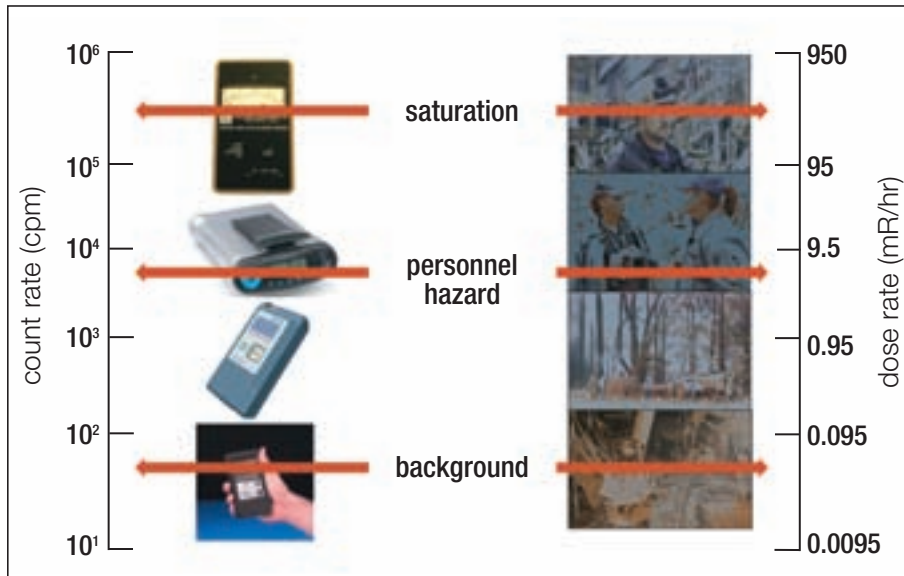 10⁶
950
saturation
10⁵
95
count rate (cpm)
10⁴
9.5
dose rate (mR/hr)
personnel
hazard
10³
0.95
10²
0.095
background
10¹
0.0095